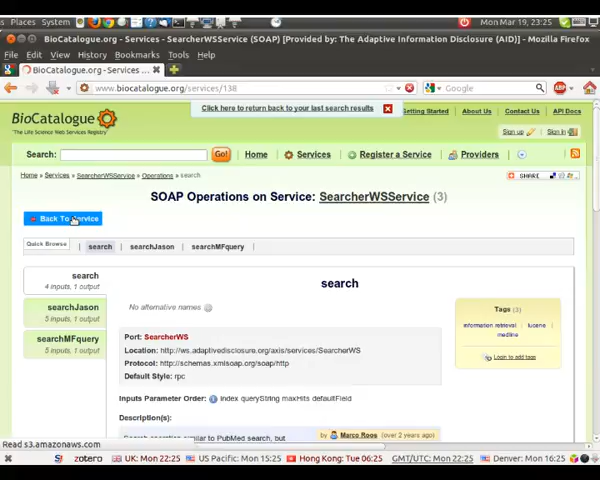 Places System Mon Mar 19, 23:25
BioCatalogue.org - Services - SearcherWSService (SOAP) [Provided by: The Adaptive Information Disclosure (AID)] - Mozilla Firefox
File Edit View History Bookmarks Tools Help
BioCatalogue.org - Services - ...
www.biocatalogue.org/services/138
Google
Click here to return back to your last search results
Getting Started About Us Contact Us API Docs
BioCatalogue
'The Life Science Web Services Registry'
Sign up Sign in
Search: Go! Home Services Register a Service Providers
Home » Services » SearcherWSService » Operations » search
SHARE
SOAP Operations on Service: SearcherWSService (3)
Back To Service
Quick Browse | search | searchJason | searchMFquery |
search
4 inputs, 1 output
searchJason
5 inputs, 1 output
searchMFquery
5 inputs, 1 output
search
No alternative names
Port: SearcherWS
Location: http://ws.adaptivedisclosure.org/axis/services/SearcherWS
Protocol: http://schemas.xmlsoap.org/soap/http
Default Style: rpc
Tags (3)
information retrieval lucene
medline
Login to add tags
Inputs Parameter Order: index queryString maxHits defaultField
Description(s):
by Marco Roos (over 2 years ago)
Search operation similar to PubMed search, but
Read s3.amazonaws.com
zotero UK: Mon 22:25 US Pacific: Mon 15:25 Hong Kong: Tue 06:25 GMT/UTC: Mon 22:25 Denver: Mon 16:25